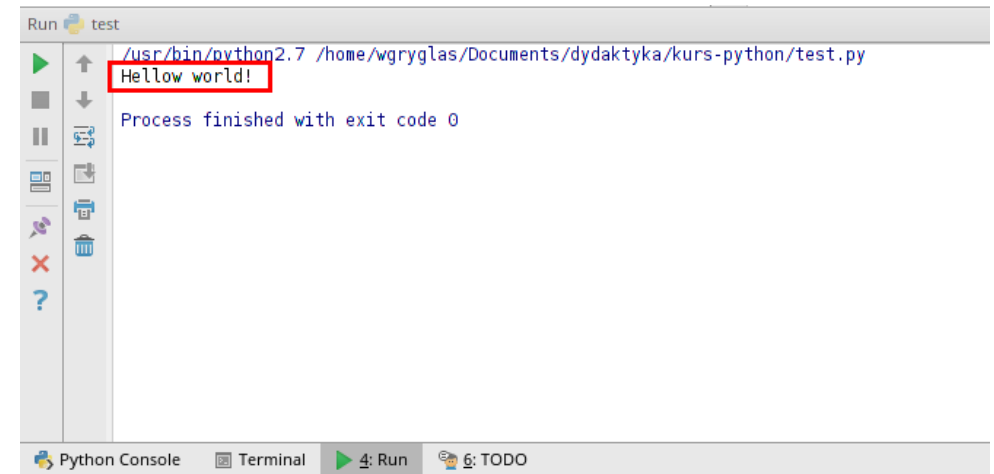 Run test
/usr/bin/python2.7 /home/wgryglas/Documents/dydaktyka/kurs-python/test.py
Hellow world!
Process finished with exit code 0
Python Console Terminal 4: Run 6: TODO